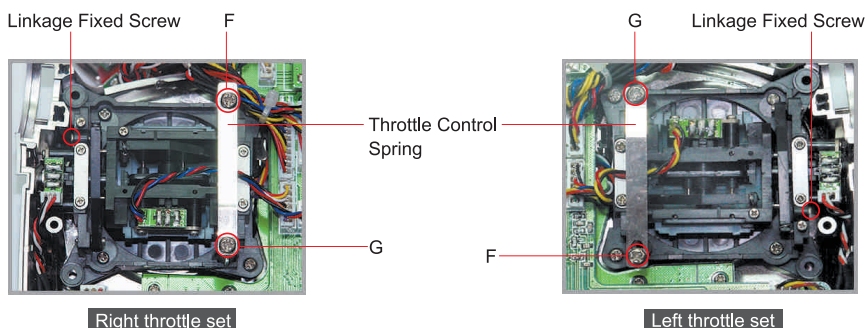 Linkage Fixed Screw F G Linkage Fixed Screw
Throttle Control
Spring
G
F
Right throttle set Left throttle set